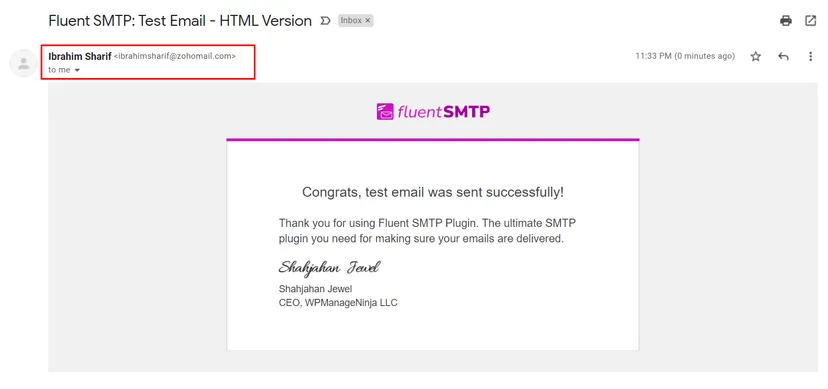 Fluent SMTP: Test Email - HTML Version
Inbox ×
Ibrahim Sharif <ibrahimsharif@zohomail.com>
11:33 PM (0 minutes ago)
to me
fluentSMTP
Congrats, test email was sent successfully!
Thank you for using Fluent SMTP Plugin. The ultimate SMTP
plugin you need for making sure your emails are delivered.
Shahjahan Jewel
Shahjahan Jewel
CEO, WPManageNinja LLC